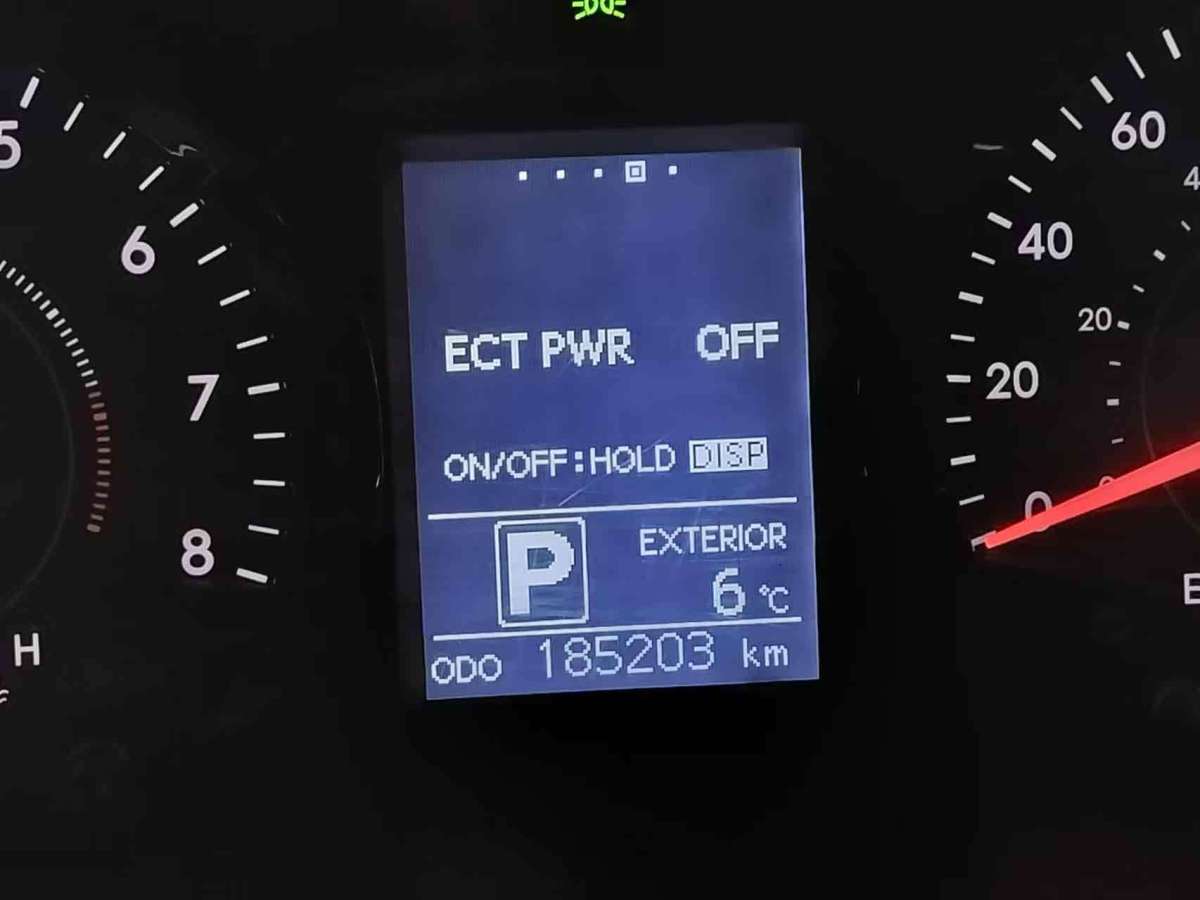 5
6
7
8
H
ECT PWR OFF
ON/OFF:HOLD DISP
P
EXTERIOR
6 °C
ODO 185203 km
60
40
20
0
20
E